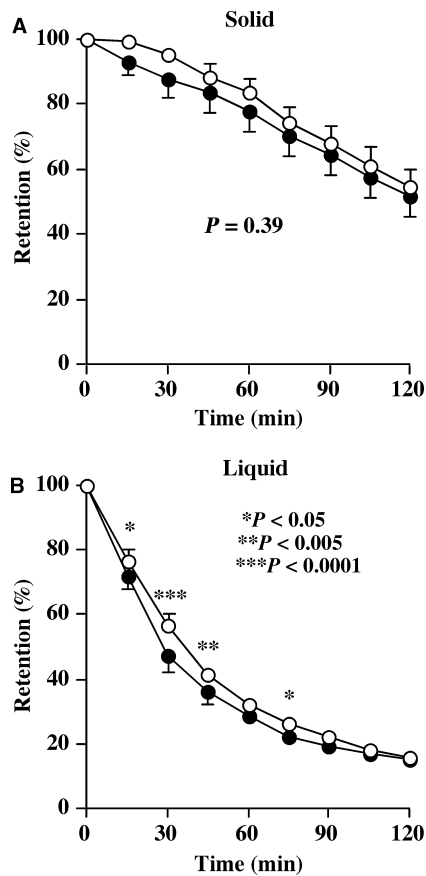 A
Solid
100
80
60
40
20
0
Retention (%)
P = 0.39
0 30 60 90 120
Time (min)
B
Liquid
100
80
60
40
20
0
Retention (%)
*P < 0.05
**P < 0.005
***P < 0.0001
*
***
**
*
0 30 60 90 120
Time (min)